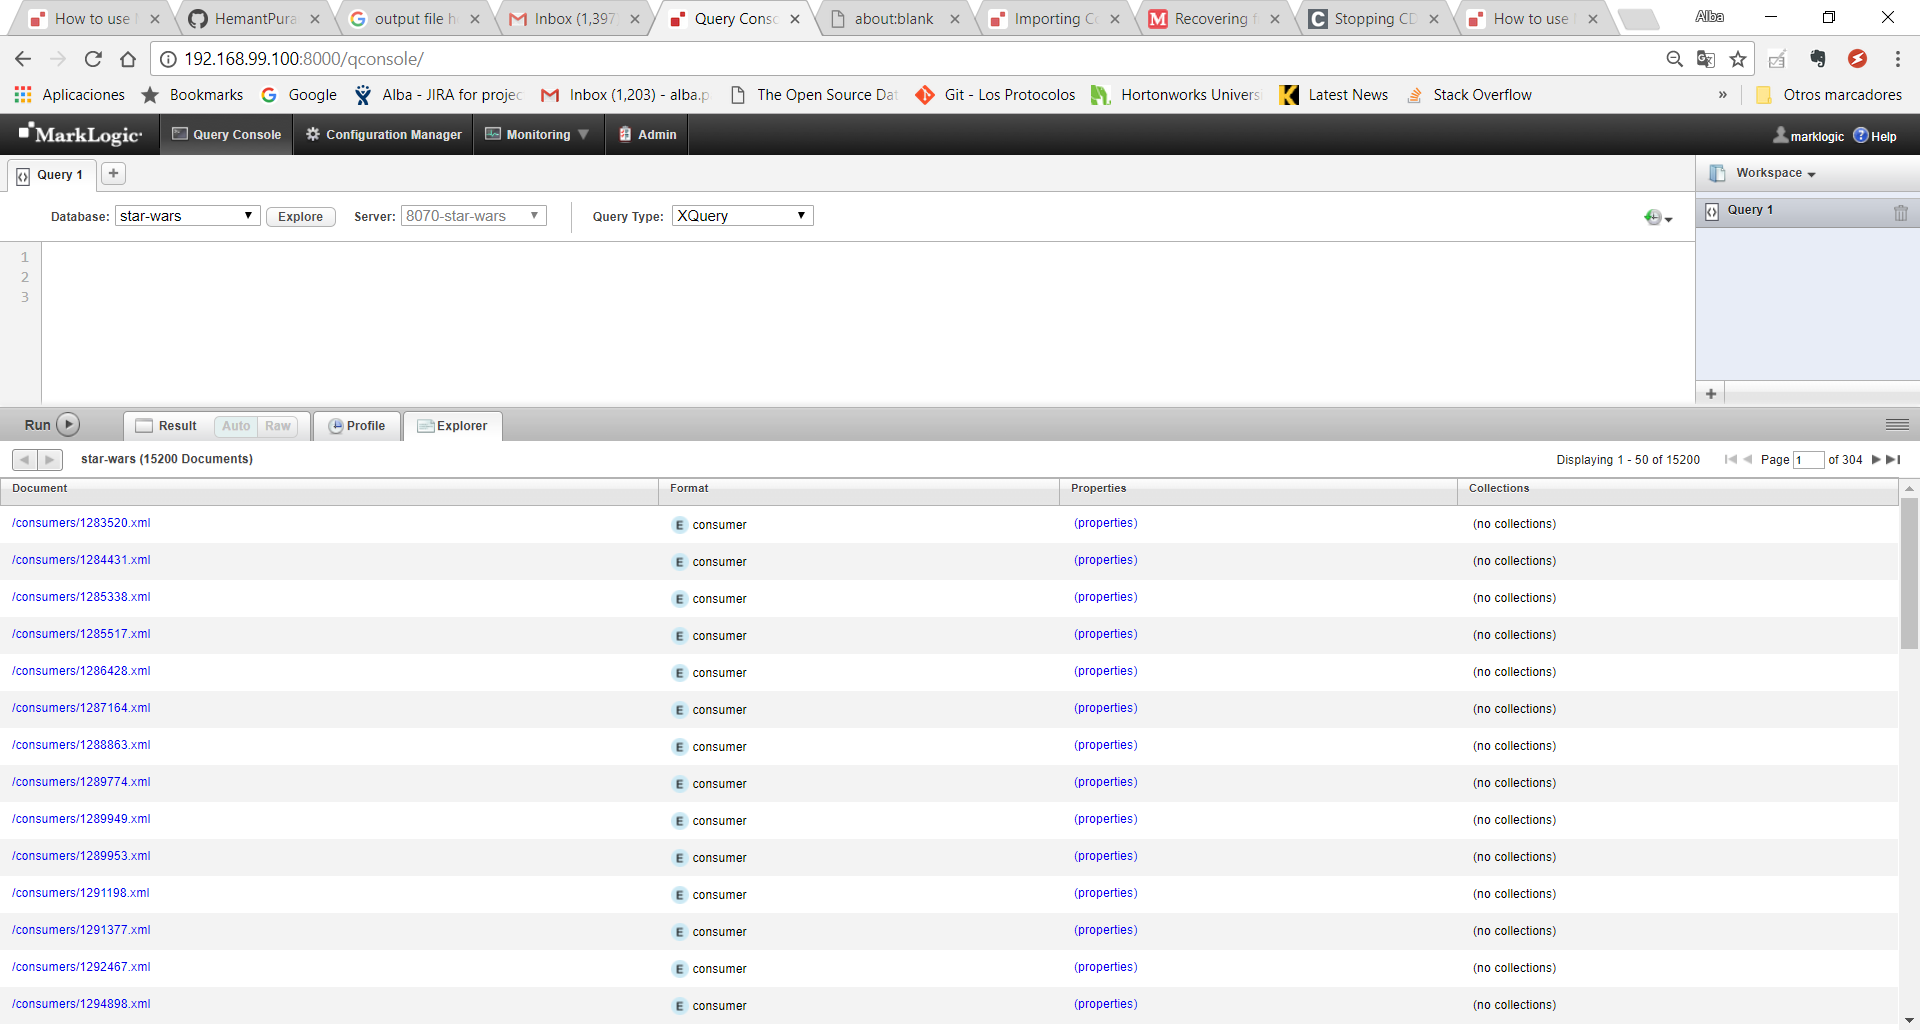 How to use HemantPura output file h Inbox (1,397 Query Conso about:blank Importing Co Recovering f Stopping CD How to use Alba
192.168.99.100:8000/qconsole/
Aplicaciones Bookmarks Google Alba - JIRA for projec Inbox (1,203) - alba.p The Open Source Dat Git - Los Protocolos Hortonworks Universi Latest News Stack Overflow » Otros marcadores
MarkLogic Query Console Configuration Manager Monitoring Admin marklogic Help
Query 1 + Workspace
Database: star-wars Explore Server: 8070-star-wars Query Type: XQuery Query 1
1
2
3
+
Run Result Auto Raw Profile Explorer
star-wars (15200 Documents) Displaying 1 - 50 of 15200 Page 1 of 304
Document Format Properties Collections
/consumers/1283520.xml E consumer (properties) (no collections)
/consumers/1284431.xml E consumer (properties) (no collections)
/consumers/1285338.xml E consumer (properties) (no collections)
/consumers/1285517.xml E consumer (properties) (no collections)
/consumers/1286428.xml E consumer (properties) (no collections)
/consumers/1287164.xml E consumer (properties) (no collections)
/consumers/1288863.xml E consumer (properties) (no collections)
/consumers/1289774.xml E consumer (properties) (no collections)
/consumers/1289949.xml E consumer (properties) (no collections)
/consumers/1289953.xml E consumer (properties) (no collections)
/consumers/1291198.xml E consumer (properties) (no collections)
/consumers/1291377.xml E consumer (properties) (no collections)
/consumers/1292467.xml E consumer (properties) (no collections)
/consumers/1294898.xml E consumer (properties) (no collections)